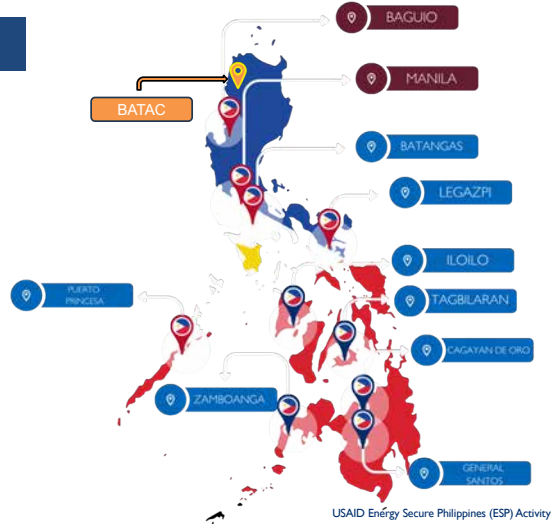 BAGUIO
MANILA
BATAC
BATANGAS
LEGAZPI
ILOILO
PUERTO
PRINCESA
TAGBILARAN
CAGAYAN DE ORO
ZAMBOANGA
GENERAL
SANTOS
USAID Energy Secure Philippines (ESP) Activity